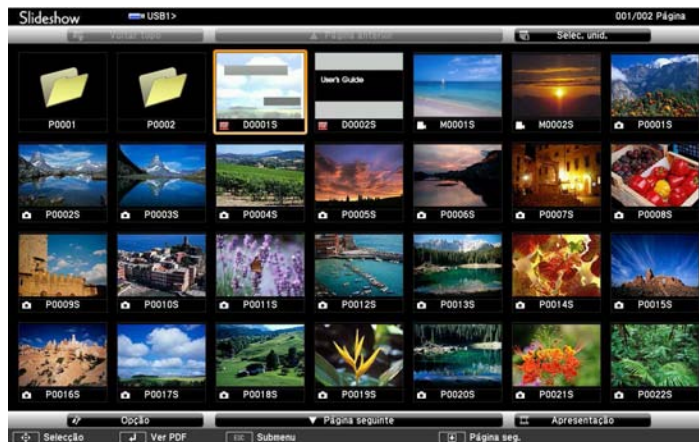 Slideshow USB1> 001/002 Página
Voltar topo ▲ Página anterior Selec. unid.
User's Guide
P0001 P0002 D0001S D0002S M0001S M0002S P0001S
P0002S P0003S P0004S P0005S P0006S P0007S P0008S
P0009S P0010S P0011S P0012S P0013S P0014S P0015S
P0016S P0017S P0018S P0019S P0020S P0021S P0022S
Opção ▼ Página seguinte Apresentação
Selecção Ver PDF Esc Submenu Página seg.